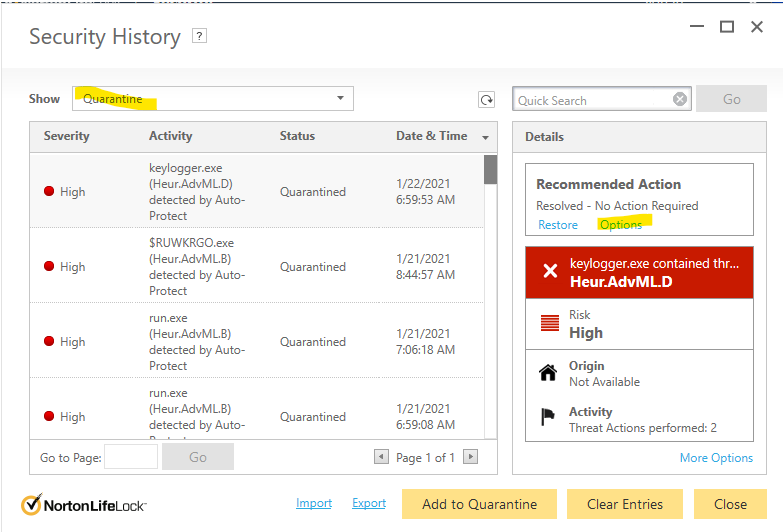 Security History ?
Show Quarantine
Quick Search Go
Severity Activity Status Date & Time
keylogger.exe
(Heur.AdvML.D)
detected by Auto-
Protect
High
Quarantined
1/22/2021
6:59:53 AM
$RUWKRGO.exe
(Heur.AdvML.B)
detected by Auto-
Protect
High
Quarantined
1/21/2021
8:44:57 AM
run.exe
(Heur.AdvML.B)
detected by Auto-
Protect
High
Quarantined
1/21/2021
7:06:18 AM
run.exe
(Heur.AdvML.B)
detected by Auto-
High
Quarantined
1/21/2021
6:59:08 AM
Go to Page: Go
Page 1 of 1
Details
Recommended Action
Resolved - No Action Required
Restore Options
keylogger.exe contained thr...
Heur.AdvML.D
Risk
High
Origin
Not Available
Activity
Threat Actions performed: 2
More Options
NortonLifeLock
Import Export Add to Quarantine Clear Entries Close